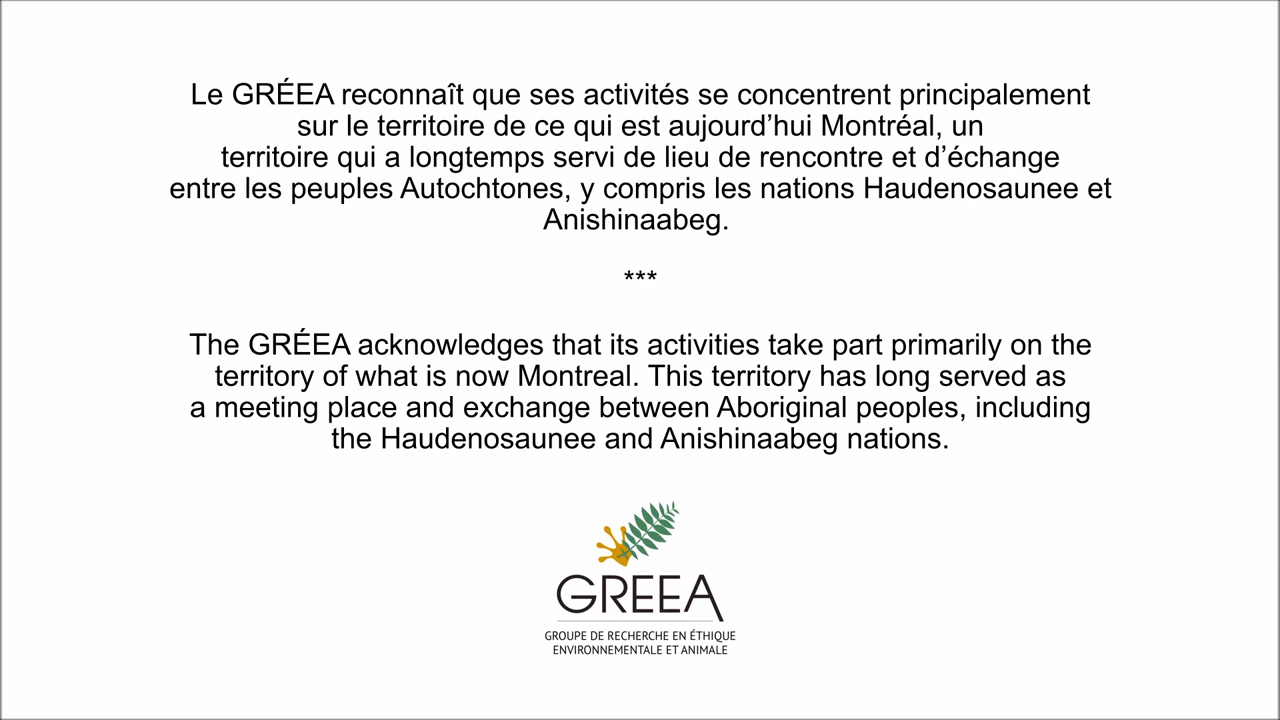 Le GRÉEA reconnaît que ses activités se concentrent principalement
sur le territoire de ce qui est aujourd’hui Montréal, un
territoire qui a longtemps servi de lieu de rencontre et d’échange
entre les peuples Autochtones, y compris les nations Haudenosaunee et
Anishinaabeg.
***
The GRÉEA acknowledges that its activities take part primarily on the
territory of what is now Montreal. This territory has long served as
a meeting place and exchange between Aboriginal peoples, including
the Haudenosaunee and Anishinaabeg nations.
GREEA
GROUPE DE RECHERCHE EN ÉTHIQUE
ENVIRONNEMENTALE ET ANIMALE